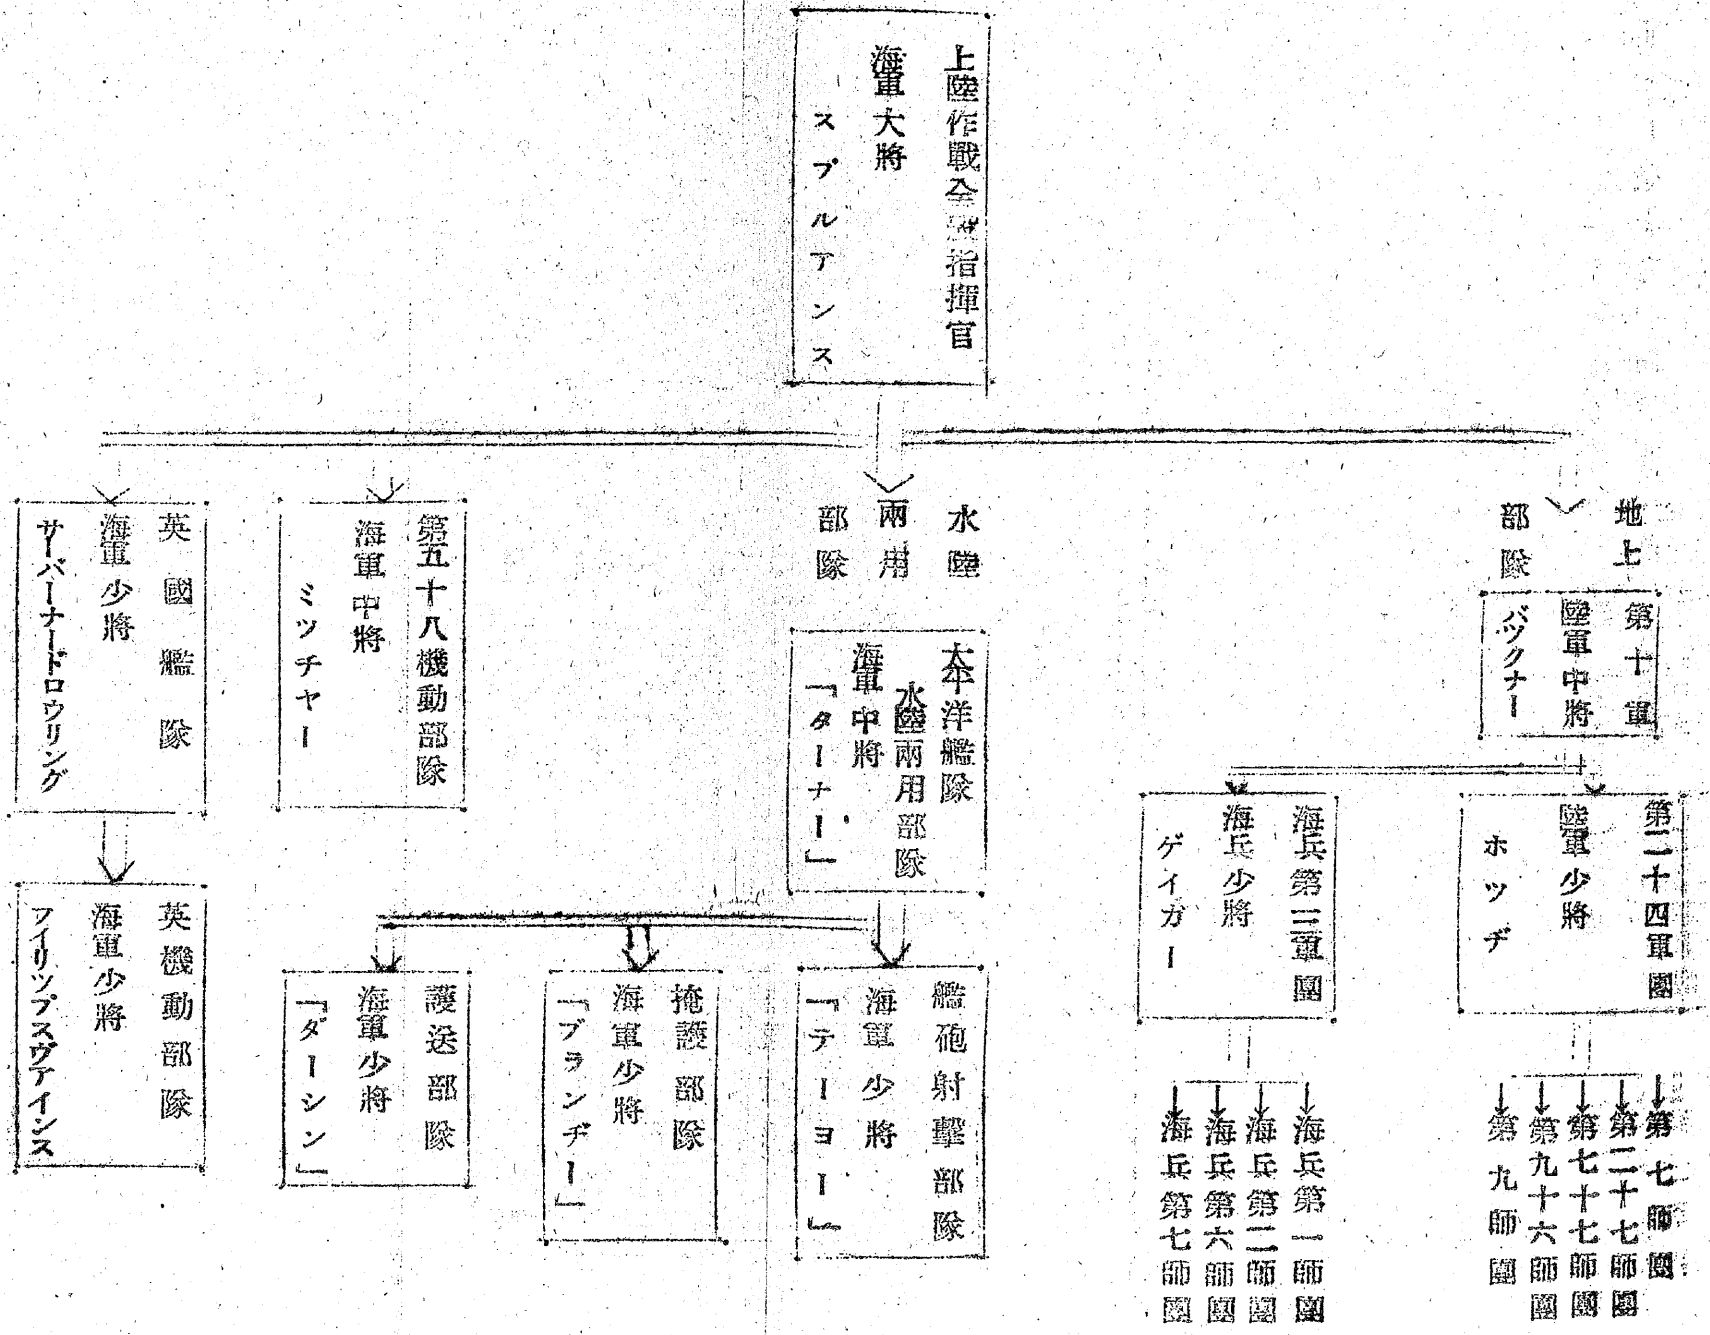 上陸作戰全般指揮官
海軍大將
スプルアンス
地上
部隊
第十軍
陸軍中將
バツクナー
第二十四軍團
陸軍少將
ホツヂ
第七師團
第二十七師團
第七十七師團
第九十六師團
第九師團
海兵第三軍團
海兵少將
ゲイガー
海兵第一師團
海兵第二師團
海兵第六師團
海兵第七師團
水陸
兩用
部隊
太平洋艦隊
水陸兩用部隊
海軍中將
「ターナー」
艦砲射擊部隊
海軍少將
「テーヨー」
掩護部隊
海軍少將
「ブランヂー」
護送部隊
海軍少將
「ダーシン」
第五十八機動部隊
海軍中將
ミツチヤー
英國艦隊
海軍少將
サーバーナードロウリング
英機動部隊
海軍少將
フイリツプスヴアインス